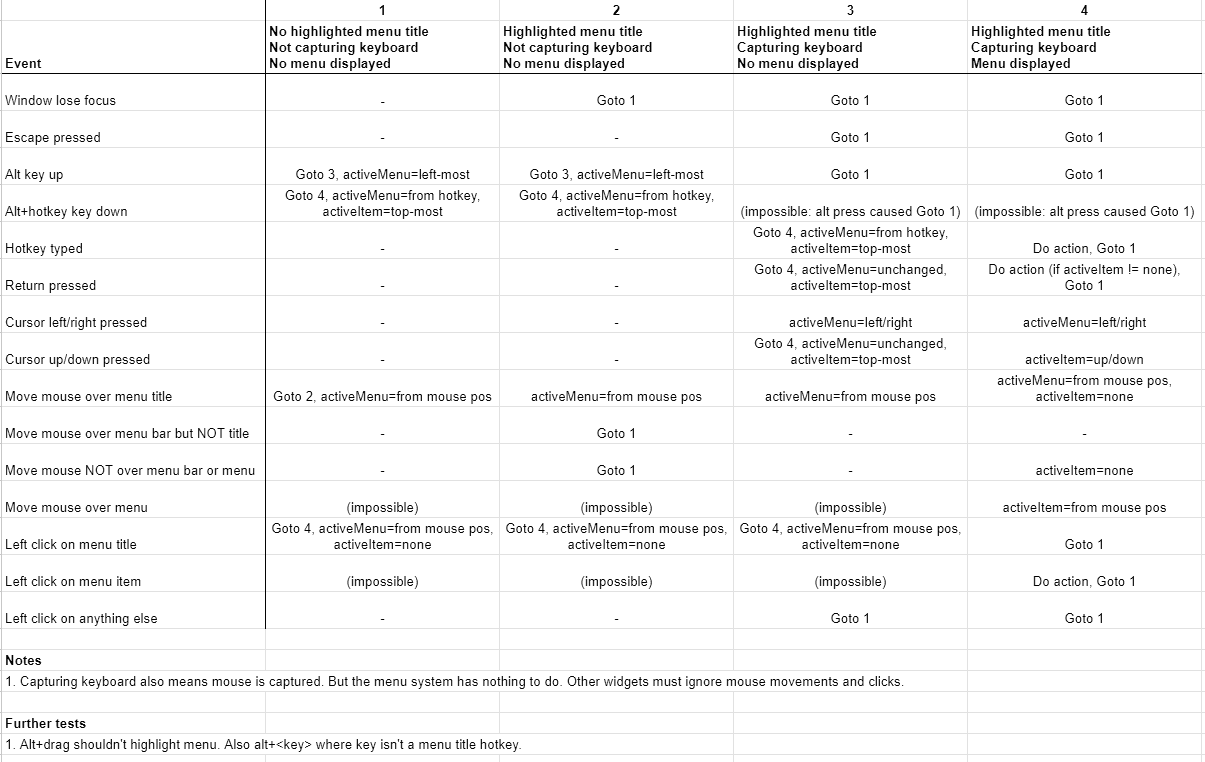 1 2 3 4
Event No highlighted menu title Not capturing keyboard No menu displayed Highlighted menu title Not capturing keyboard No menu displayed Highlighted menu title Capturing keyboard No menu displayed Highlighted menu title Capturing keyboard Menu displayed
Window lose focus - Goto 1 Goto 1 Goto 1
Escape pressed - - Goto 1 Goto 1
Alt key up Goto 3, activeMenu=left-most Goto 3, activeMenu=left-most Goto 1 Goto 1
Alt+hotkey key down Goto 4, activeMenu=from hotkey, activeItem=top-most Goto 4, activeMenu=from hotkey, activeItem=top-most (impossible: alt press caused Goto 1) (impossible: alt press caused Goto 1)
Hotkey typed - - Goto 4, activeMenu=from hotkey, activeItem=top-most Do action, Goto 1
Return pressed - - Goto 4, activeMenu=unchanged, activeItem=top-most Do action (if activeItem != none), Goto 1
Cursor left/right pressed - - activeMenu=left/right activeMenu=left/right
Cursor up/down pressed - - Goto 4, activeMenu=unchanged, activeItem=top-most activeItem=up/down
Move mouse over menu title Goto 2, activeMenu=from mouse pos activeMenu=from mouse pos activeMenu=from mouse pos activeMenu=from mouse pos, activeItem=none
Move mouse over menu bar but NOT title - Goto 1 - -
Move mouse NOT over menu bar or menu - Goto 1 - activeItem=none
Move mouse over menu (impossible) (impossible) (impossible) activeItem=from mouse pos
Left click on menu title Goto 4, activeMenu=from mouse pos, activeItem=none Goto 4, activeMenu=from mouse pos, activeItem=none Goto 4, activeMenu=from mouse pos, activeItem=none Goto 1
Left click on menu item (impossible) (impossible) (impossible) Do action, Goto 1
Left click on anything else - - Goto 1 Goto 1
Notes
1. Capturing keyboard also means mouse is captured. But the menu system has nothing to do. Other widgets must ignore mouse movements and clicks.
Further tests
1. Alt+drag shouldn't highlight menu. Also alt+<key> where key isn't a menu title hotkey.